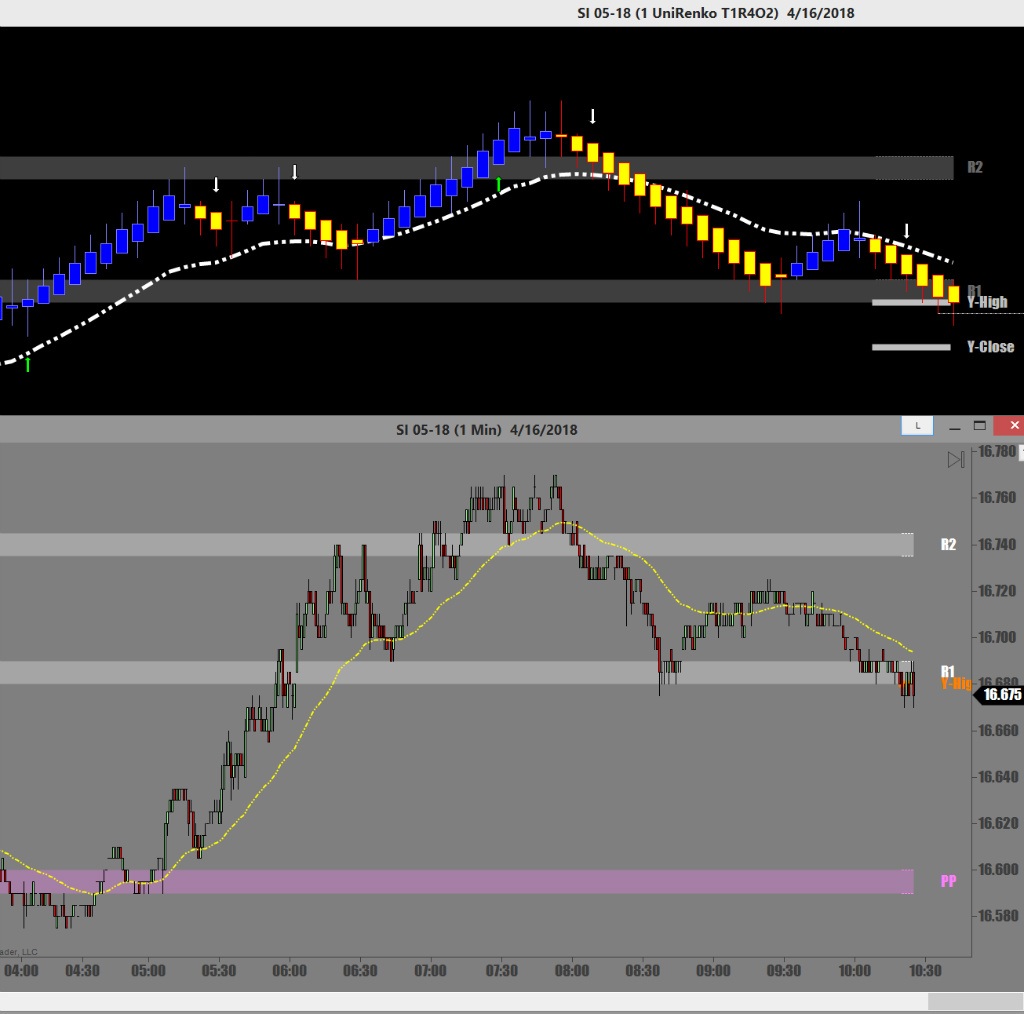 SI 05-18 (1 UniRenko T1R4O2)  4/16/2018
R2
R1
Y-High
Y-Close
SI 05-18 (1 Min)  4/16/2018
L
16.780
16.760
R2
16.740
16.720
16.700
R1
Y-Hig
16.680
16.675
16.660
16.640
16.620
16.600
PP
16.580
ader, LLC
04:00 04:30 05:00 05:30 06:00 06:30 07:00 07:30 08:00 08:30 09:00 09:30 10:00 10:30